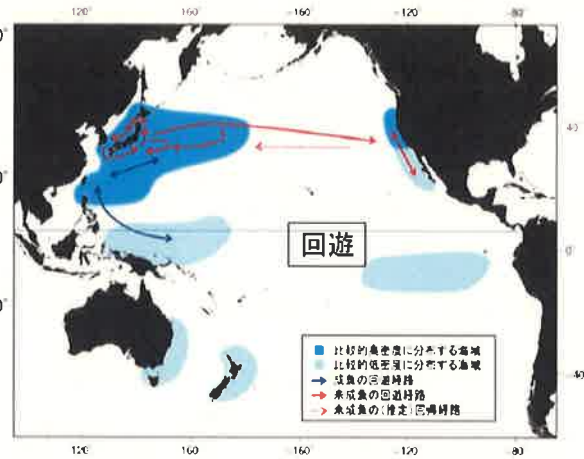 120° 160° −160° −120° −80°
40
0°
−40
回遊
比較的高密度に分布する海域
比較的低密度に分布する海域
成魚の回遊経路
未成魚の回遊経路
未成魚の(推定)回帰経路
120° 160° −160 −120 −80